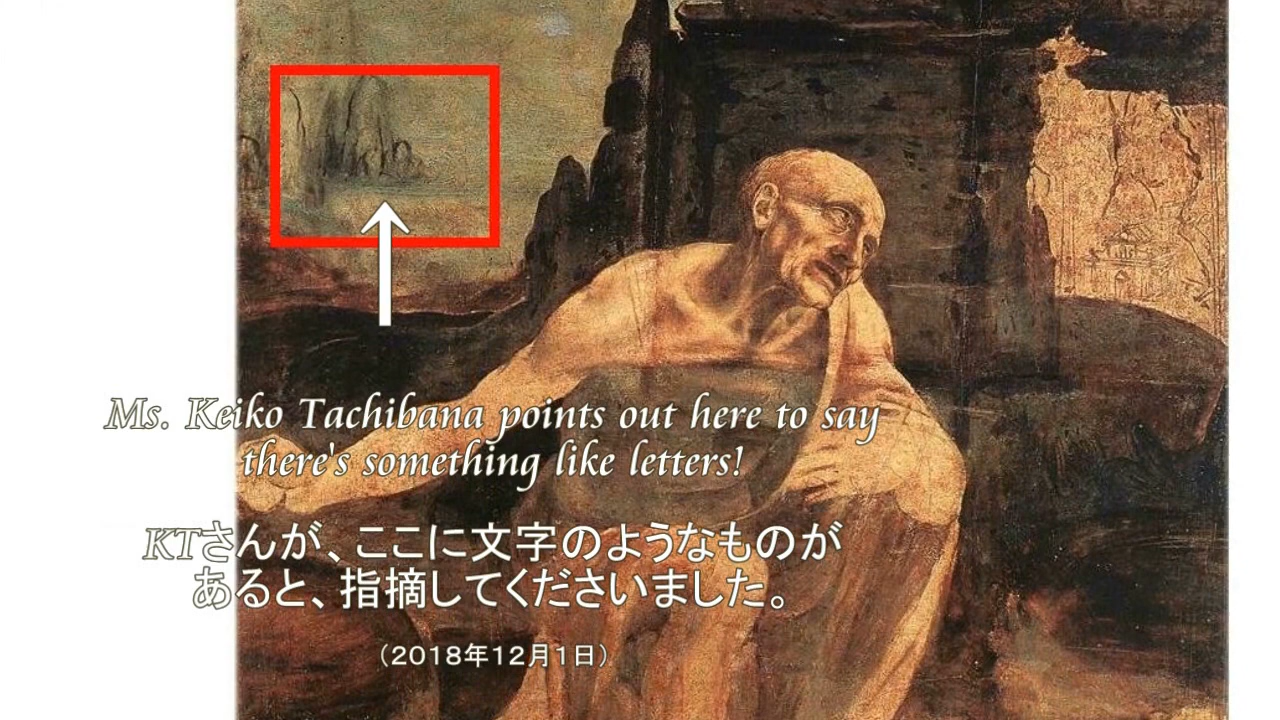 Ms. Keiko Tachibana points out here to say
there's something like letters!
KTさんが、ここに文字のようなものが
あると、指摘してくださいました。
（2018年12月1日）